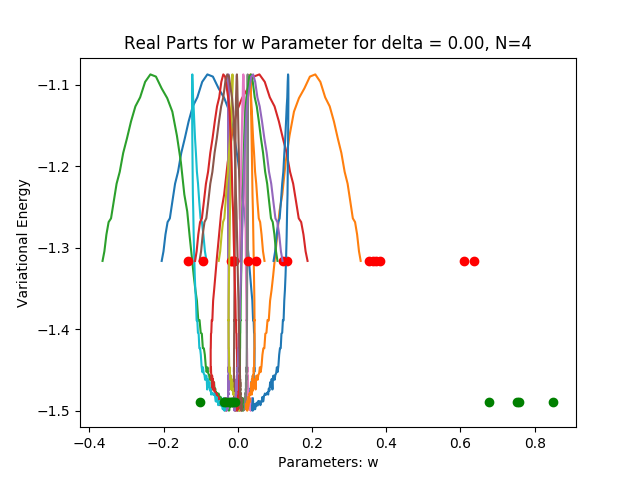 Real Parts for w Parameter for delta = 0.00, N=4
−1.1
−1.2
−1.3
−1.4
−1.5
Variational Energy
−0.4 −0.2 0.0 0.2 0.4 0.6 0.8
Parameters: w